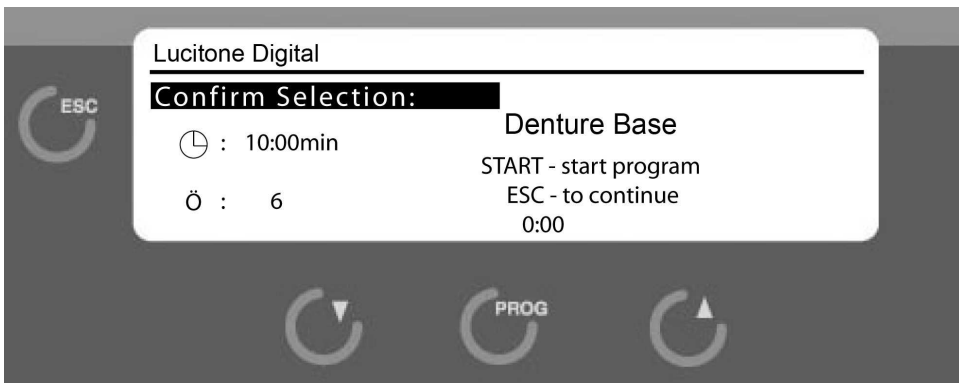 Lucitone Digital
ESC
Confirm Selection:
Denture Base
: 10:00min
START - start program
Ö : 6
ESC - to continue
0:00
PROG